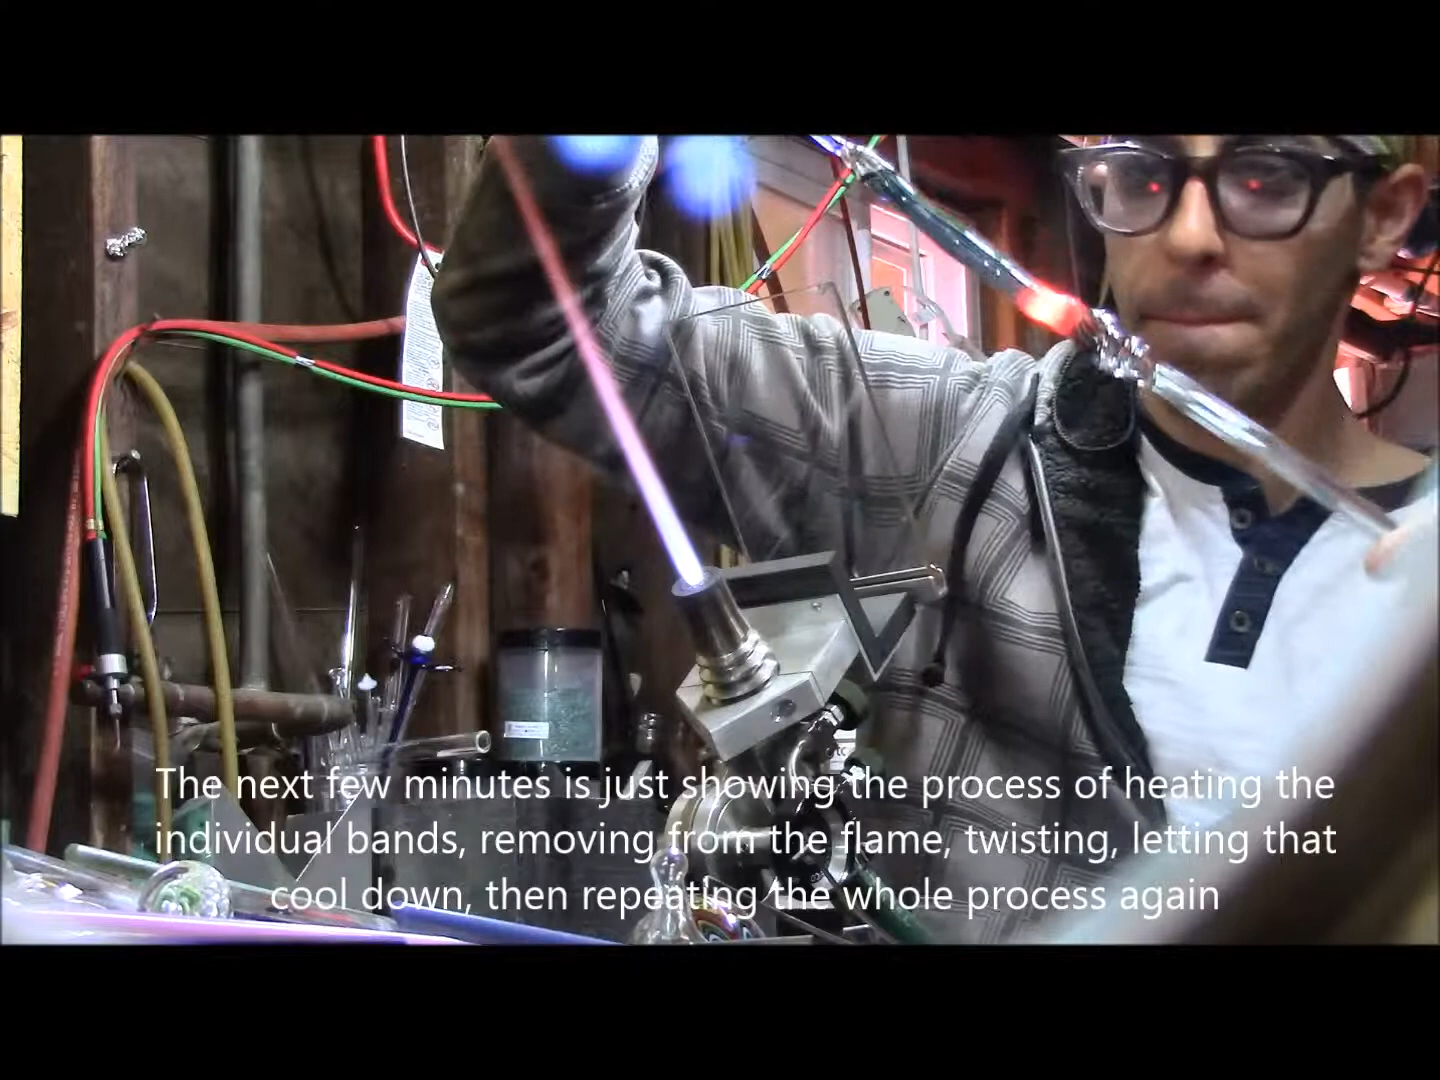 The next few minutes is just showing the process of heating the
individual bands, removing from the flame, twisting, letting that
cool down, then repeating the whole process again